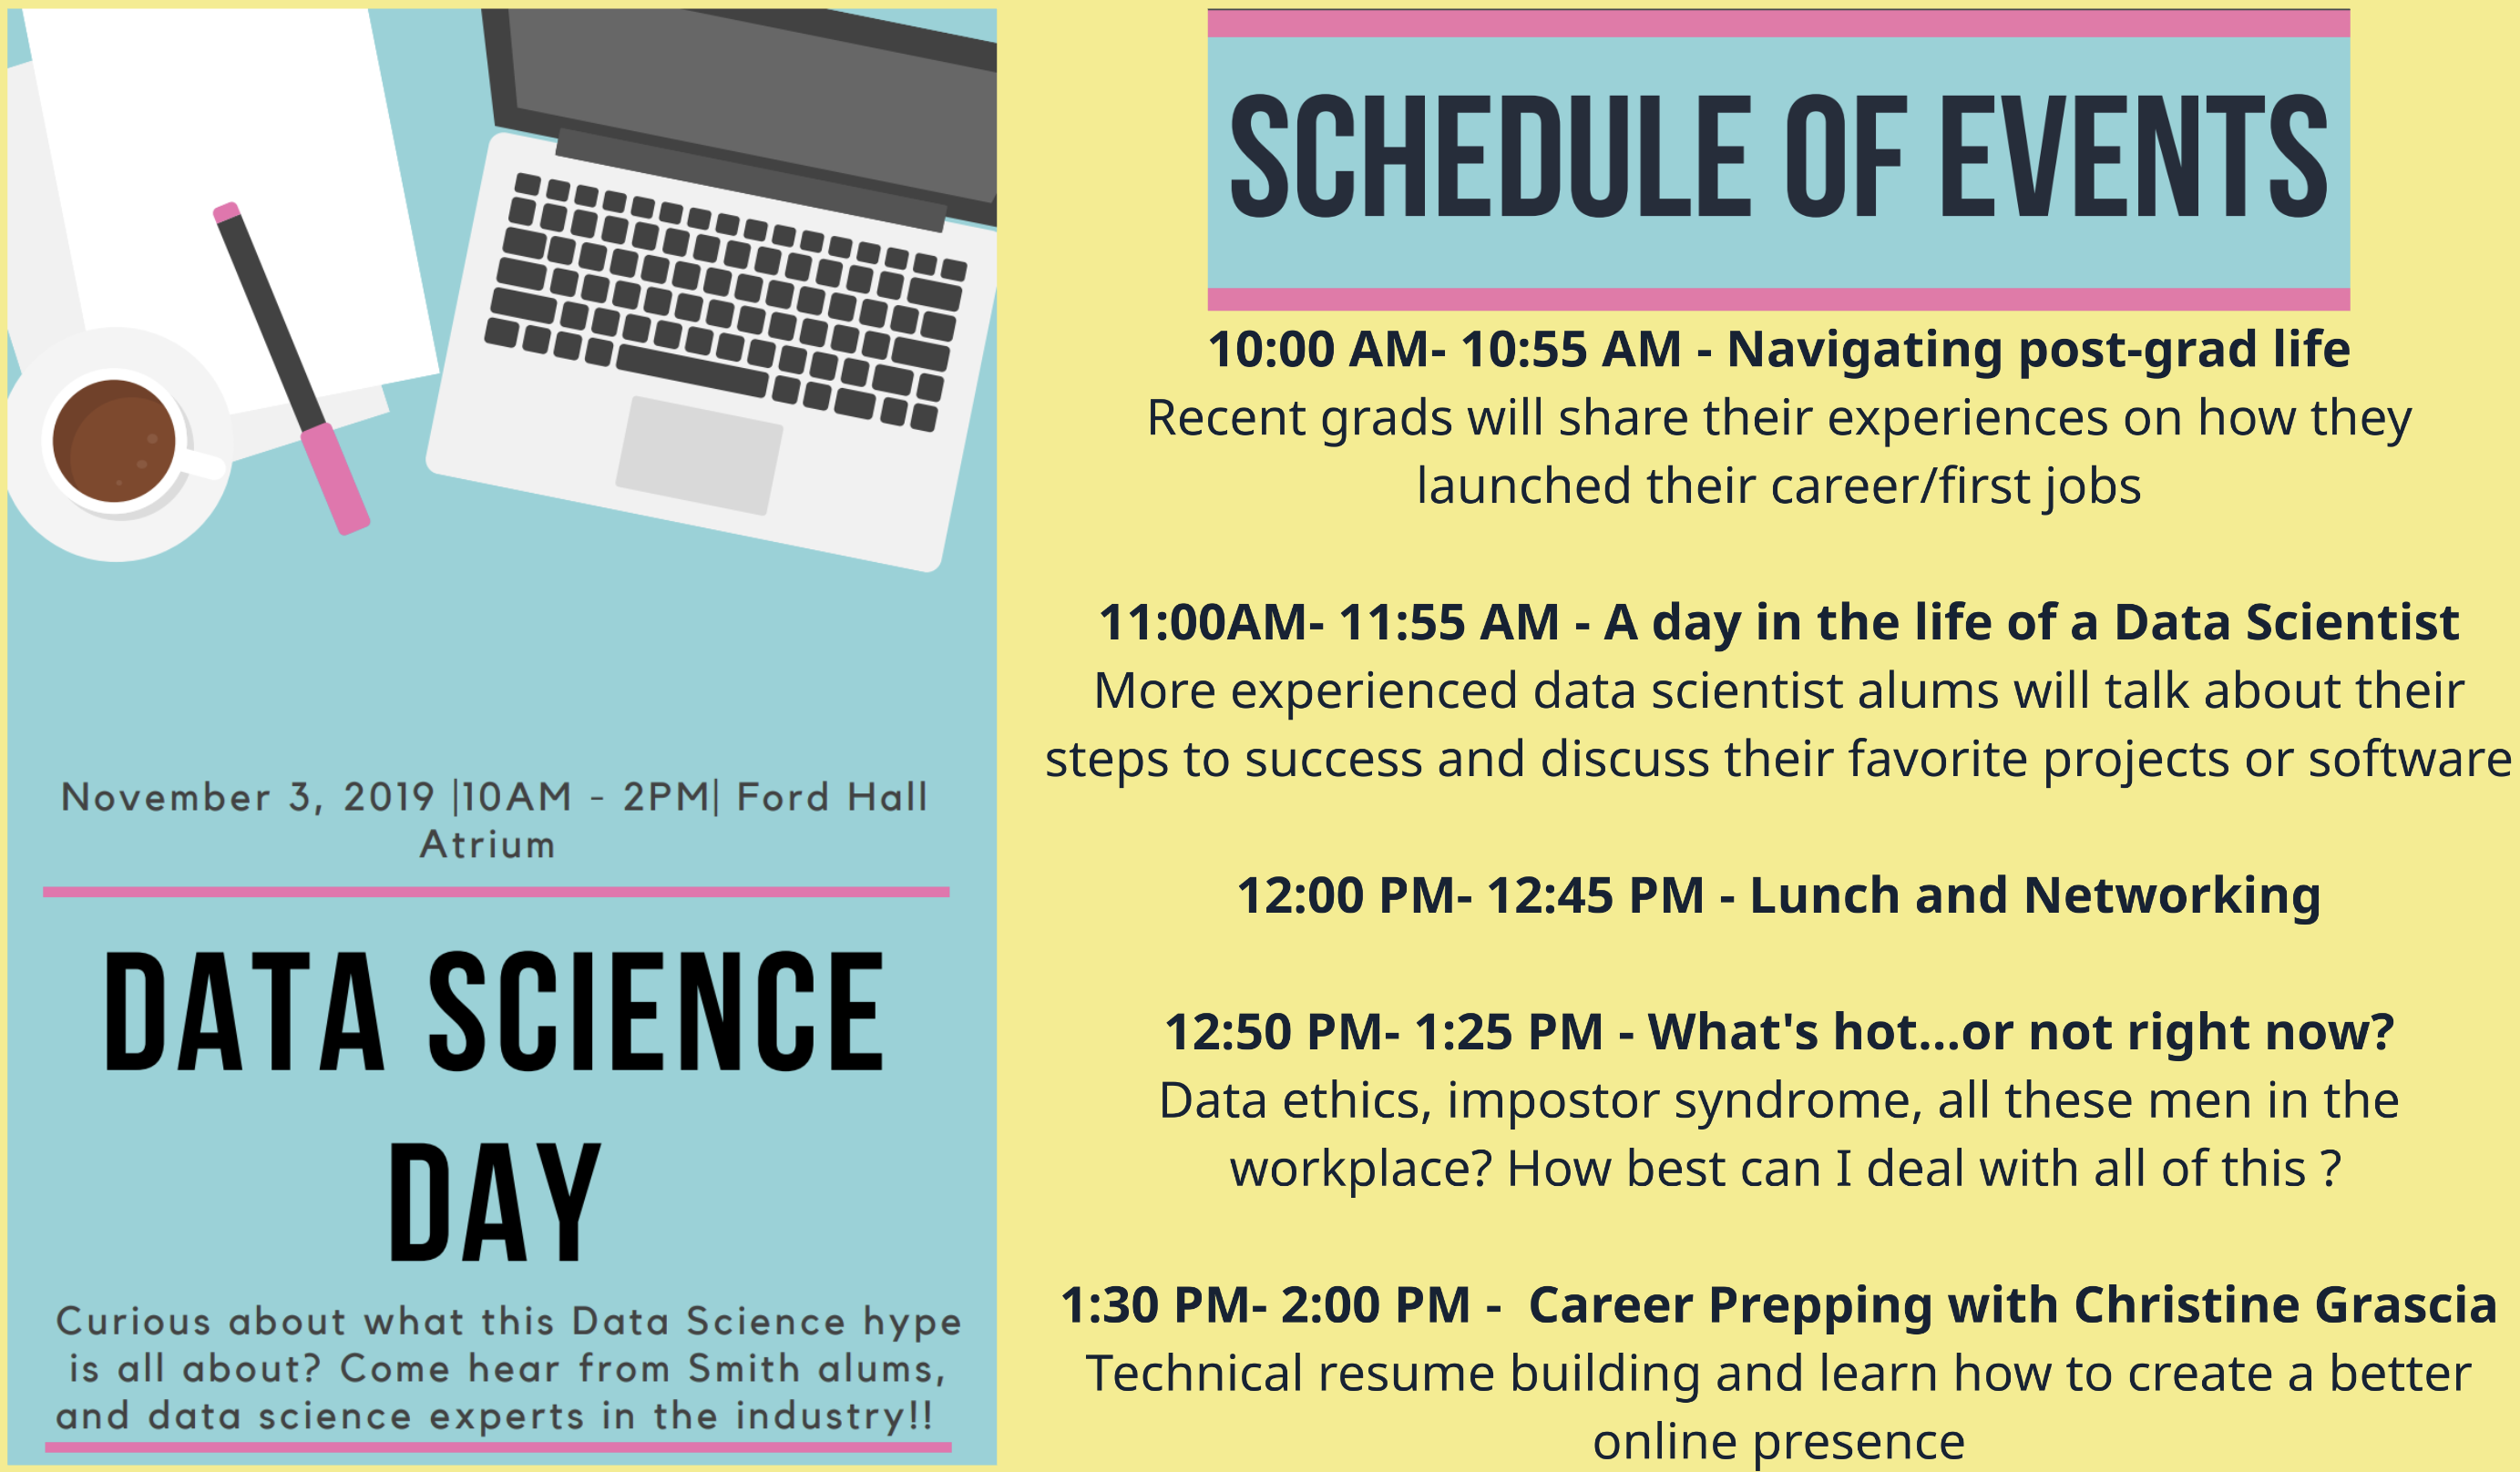 November 3, 2019 |10AM - 2PM| Ford Hall
Atrium
DATA SCIENCE
DAY
Curious about what this Data Science hype
is all about? Come hear from Smith alums,
and data science experts in the industry!!
SCHEDULE OF EVENTS
10:00 AM- 10:55 AM - Navigating post-grad life
Recent grads will share their experiences on how they
launched their career/first jobs
11:00AM- 11:55 AM - A day in the life of a Data Scientist
More experienced data scientist alums will talk about their
steps to success and discuss their favorite projects or software
12:00 PM- 12:45 PM - Lunch and Networking
12:50 PM- 1:25 PM - What's hot...or not right now?
Data ethics, impostor syndrome, all these men in the
workplace? How best can I deal with all of this ?
1:30 PM- 2:00 PM -  Career Prepping with Christine Grascia
Technical resume building and learn how to create a better
online presence